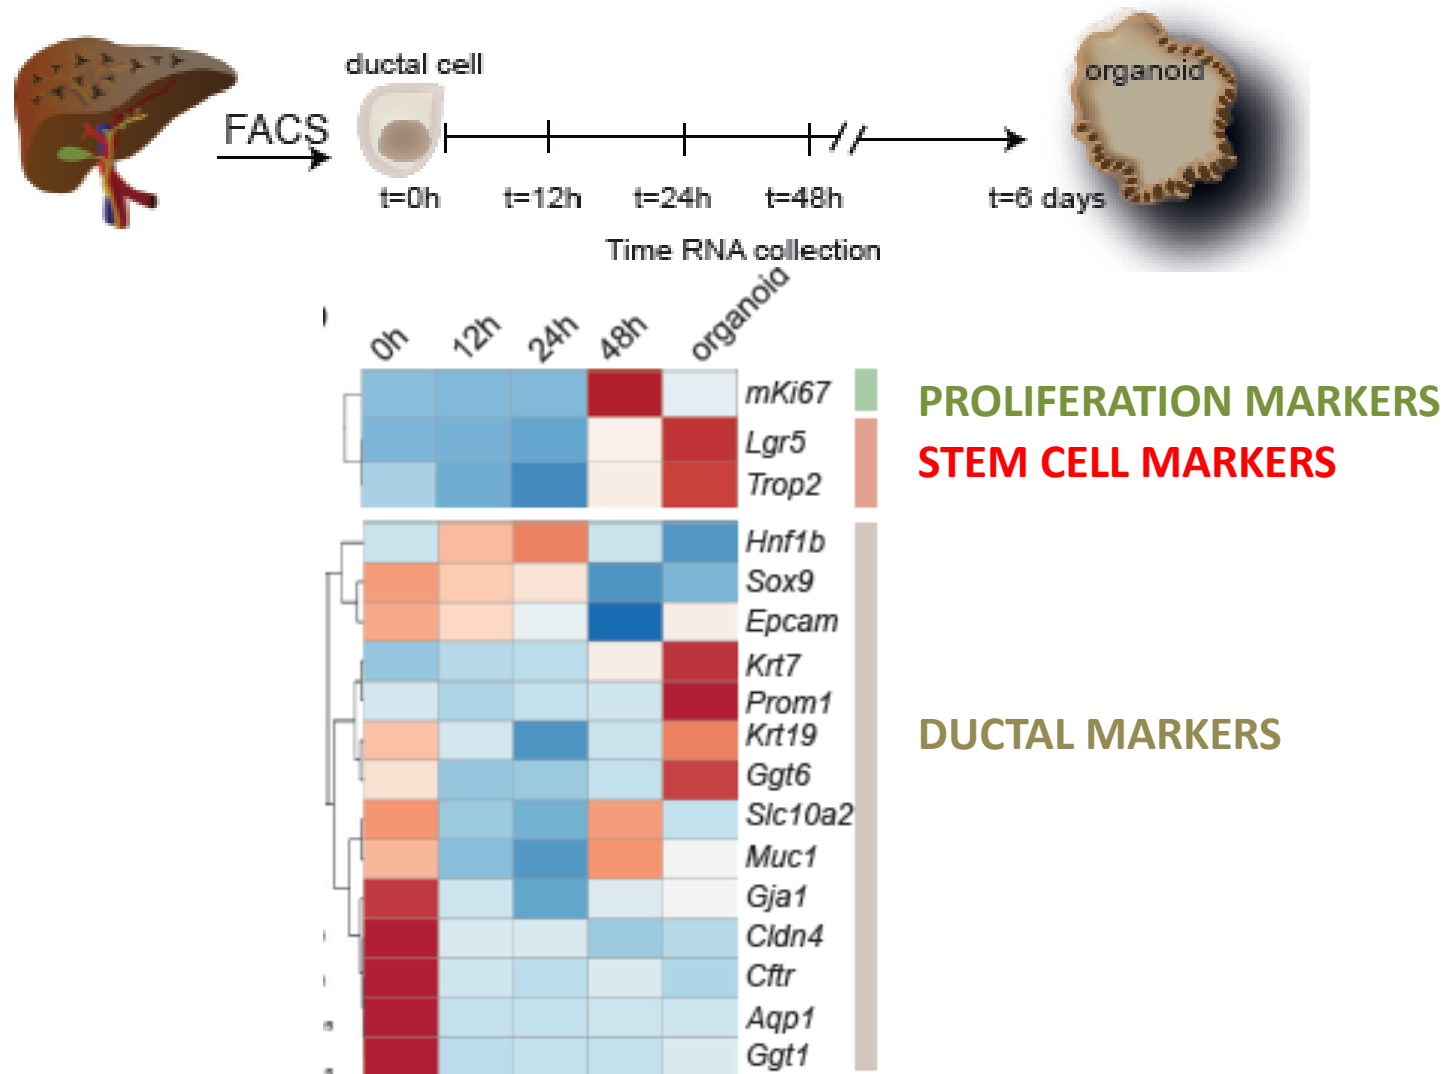 ductal cell
organoid
FACS
t=0h t=12h t=24h t=48h t=6 days
Time RNA collection
0h 12h 24h 48h organoid
mKi67
PROLIFERATION MARKERS
Lgr5
STEM CELL MARKERS
Trop2
Hnf1b
Sox9
Epcam
Krt7
Prom1
Krt19
DUCTAL MARKERS
Ggt6
Slc10a2
Muc1
Gja1
Cldn4
Cftr
Aqp1
Ggt1